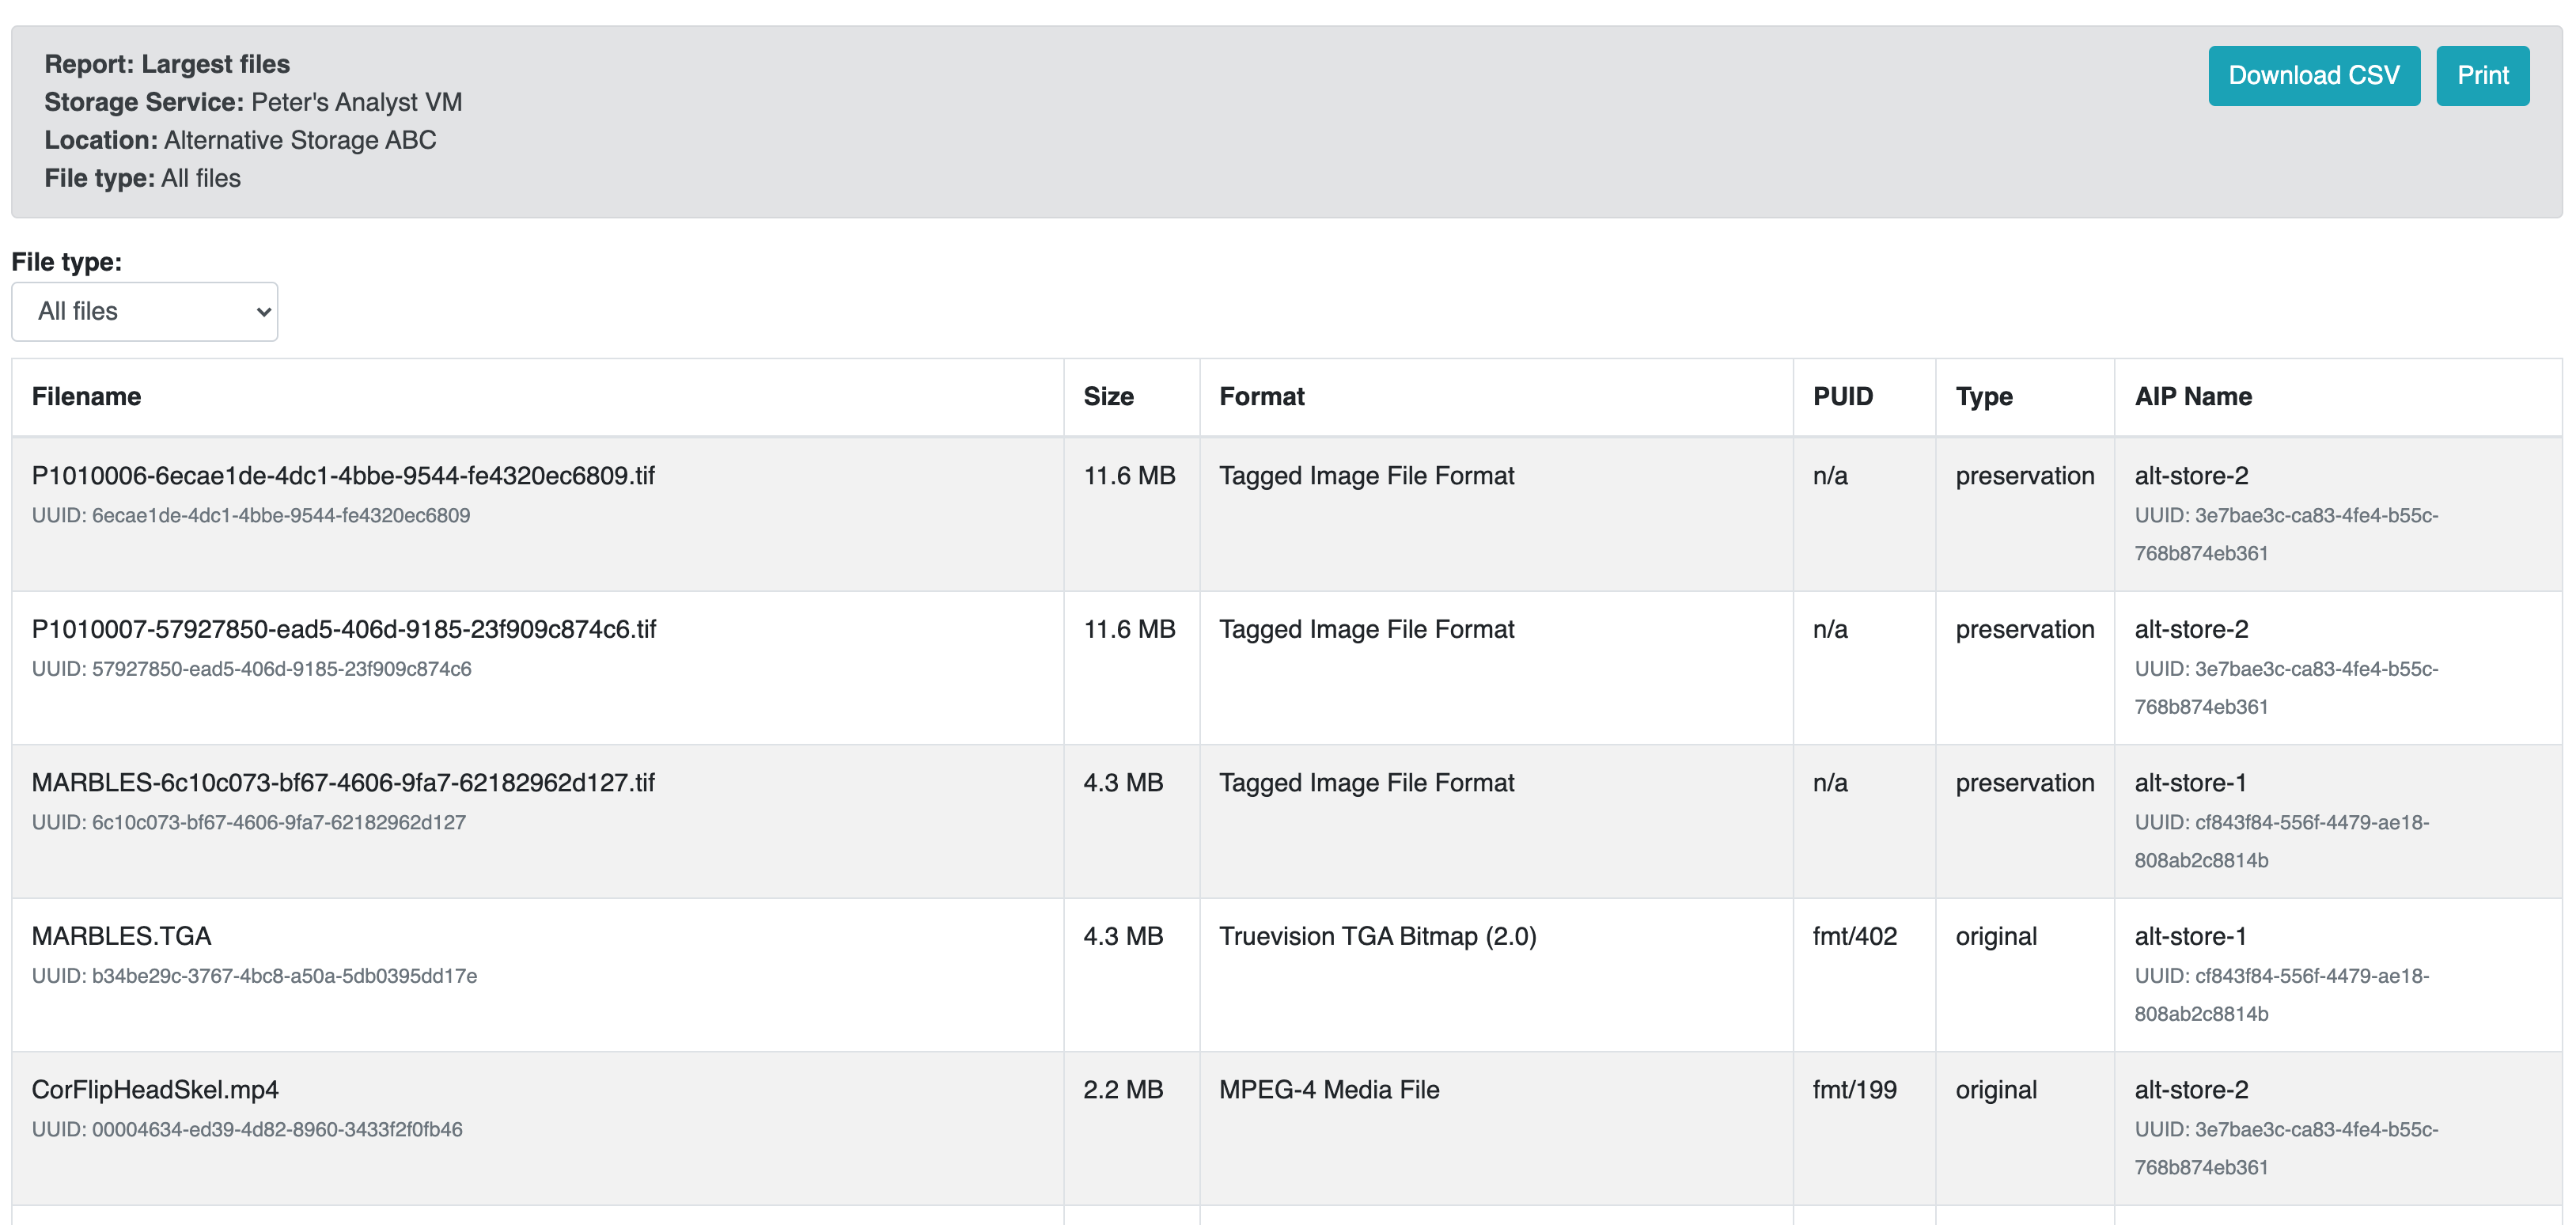 Report: Largest files
Download CSV
Print
Storage Service: Peter's Analyst VM
Location: Alternative Storage ABC
File type: All files
File type:
All files
Filename Size Format PUID Type AIP Name
P1010006-6ecae1de-4dc1-4bbe-9544-fe4320ec6809.tif 11.6 MB Tagged Image File Format n/a preservation alt-store-2
UUID: 6ecae1de-4dc1-4bbe-9544-fe4320ec6809 UUID: 3e7bae3c-ca83-4fe4-b55c-
768b874eb361
P1010007-57927850-ead5-406d-9185-23f909c874c6.tif 11.6 MB Tagged Image File Format n/a preservation alt-store-2
UUID: 57927850-ead5-406d-9185-23f909c874c6 UUID: 3e7bae3c-ca83-4fe4-b55c-
768b874eb361
MARBLES-6c10c073-bf67-4606-9fa7-62182962d127.tif 4.3 MB Tagged Image File Format n/a preservation alt-store-1
UUID: 6c10c073-bf67-4606-9fa7-62182962d127 UUID: cf843f84-556f-4479-ae18-
808ab2c8814b
MARBLES.TGA 4.3 MB Truevision TGA Bitmap (2.0) fmt/402 original alt-store-1
UUID: b34be29c-3767-4bc8-a50a-5db0395dd17e UUID: cf843f84-556f-4479-ae18-
808ab2c8814b
CorFlipHeadSkel.mp4 2.2 MB MPEG-4 Media File fmt/199 original alt-store-2
UUID: 00004634-ed39-4d82-8960-3433f2f0fb46 UUID: 3e7bae3c-ca83-4fe4-b55c-
768b874eb361